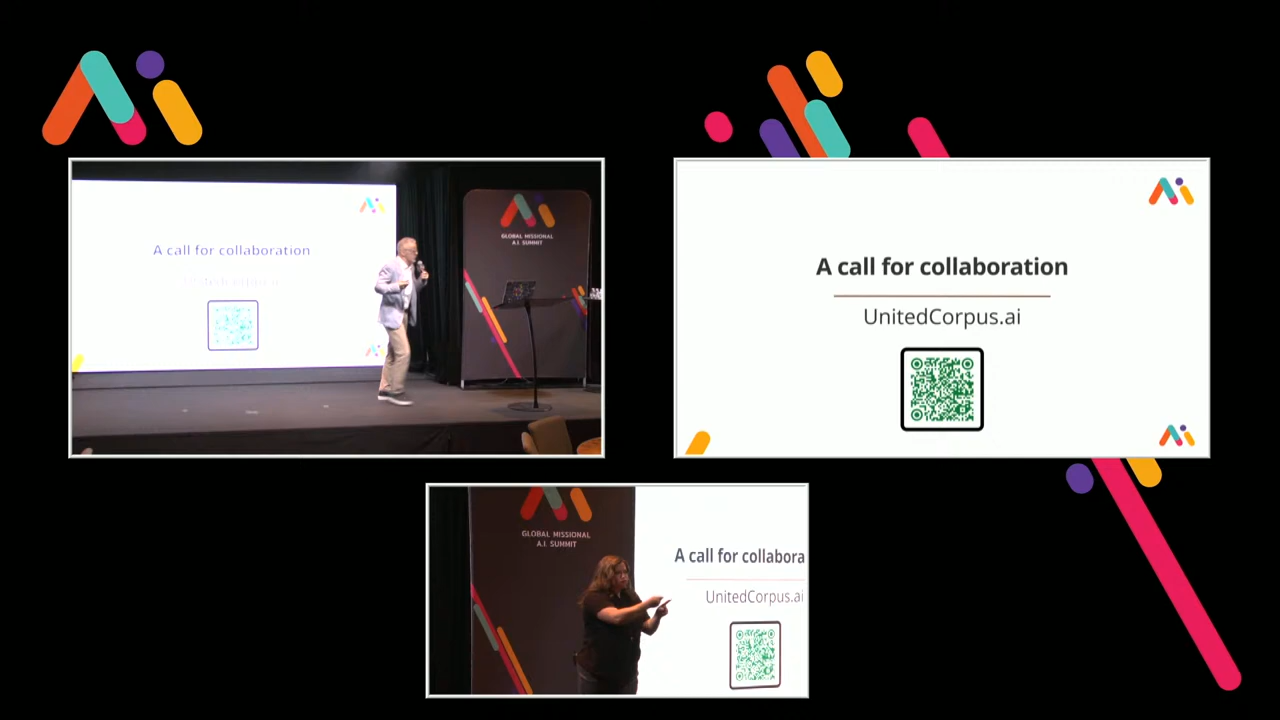 A call for collaboration
GLOBAL MISSIONAL
A.I. SUMMIT
A call for collaboration
UnitedCorpus.ai
GLOBAL MISSIONAL
A.I. SUMMIT
A call for collabora
UnitedCorpus.ai